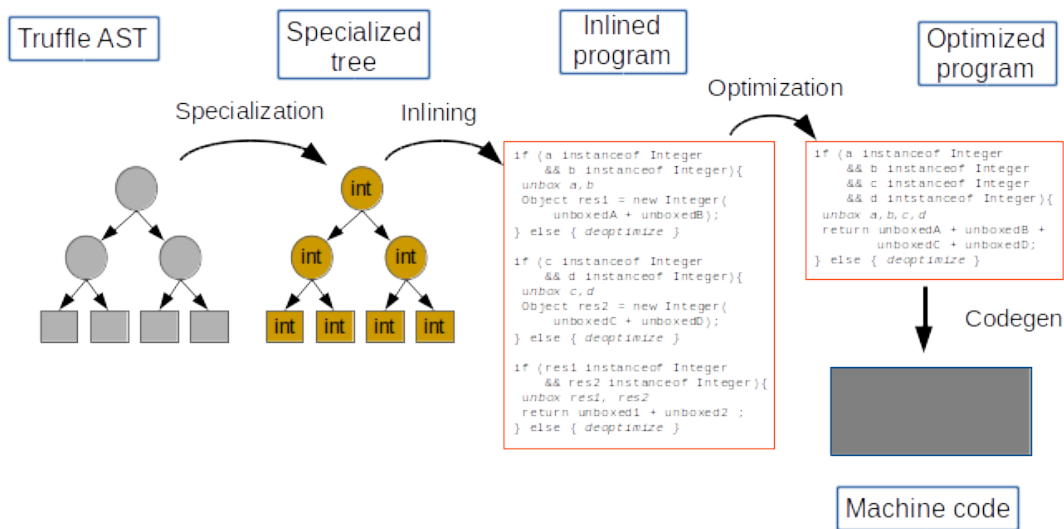 Truffle AST
Specialized
tree
Inlined
program
Optimized
program
Specialization
Inlining
Optimization
int
int
int
int
int
int
int
if (a instanceof Integer
&& b instanceof Integer){
unbox a,b
Object res1 = new Integer(
unboxedA + unboxedB);
} else { deoptimize }
if (c instanceof Integer
&& d instanceof Integer){
unbox c,d
Object res2 = new Integer(
unboxedC + unboxedD);
} else { deoptimize }
if (res1 instanceof Integer
&& res2 instanceof Integer){
unbox res1, res2
return unboxed1 + unboxed2 ;
} else { deoptimize }
if (a instanceof Integer
&& b instanceof Integer
&& c instanceof Integer
&& d intstanceof Integer){
unbox a,b,c,d
return unboxedA + unboxedB +
unboxedC + unboxedD;
} else { deoptimize }
Codegen
Machine code